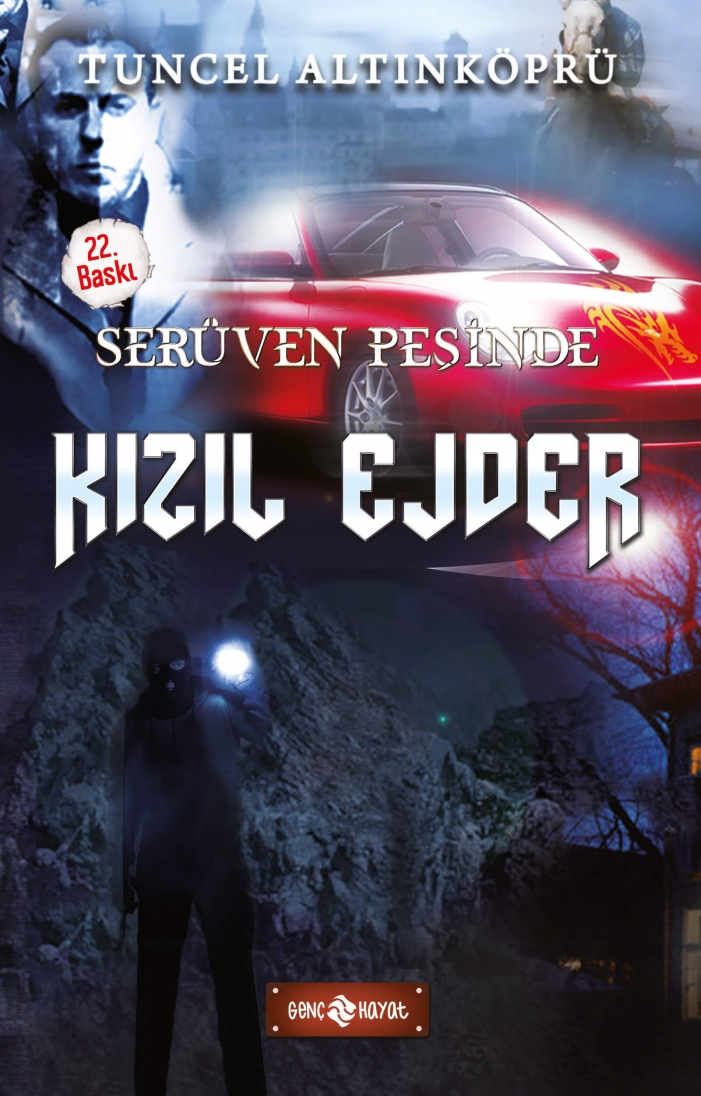 TUNCEL ALTINKÖPRÜ
22.
Baskı
SERÜVEN PEŞİNDE
KIZIL EJDER
GENÇ HAYAt